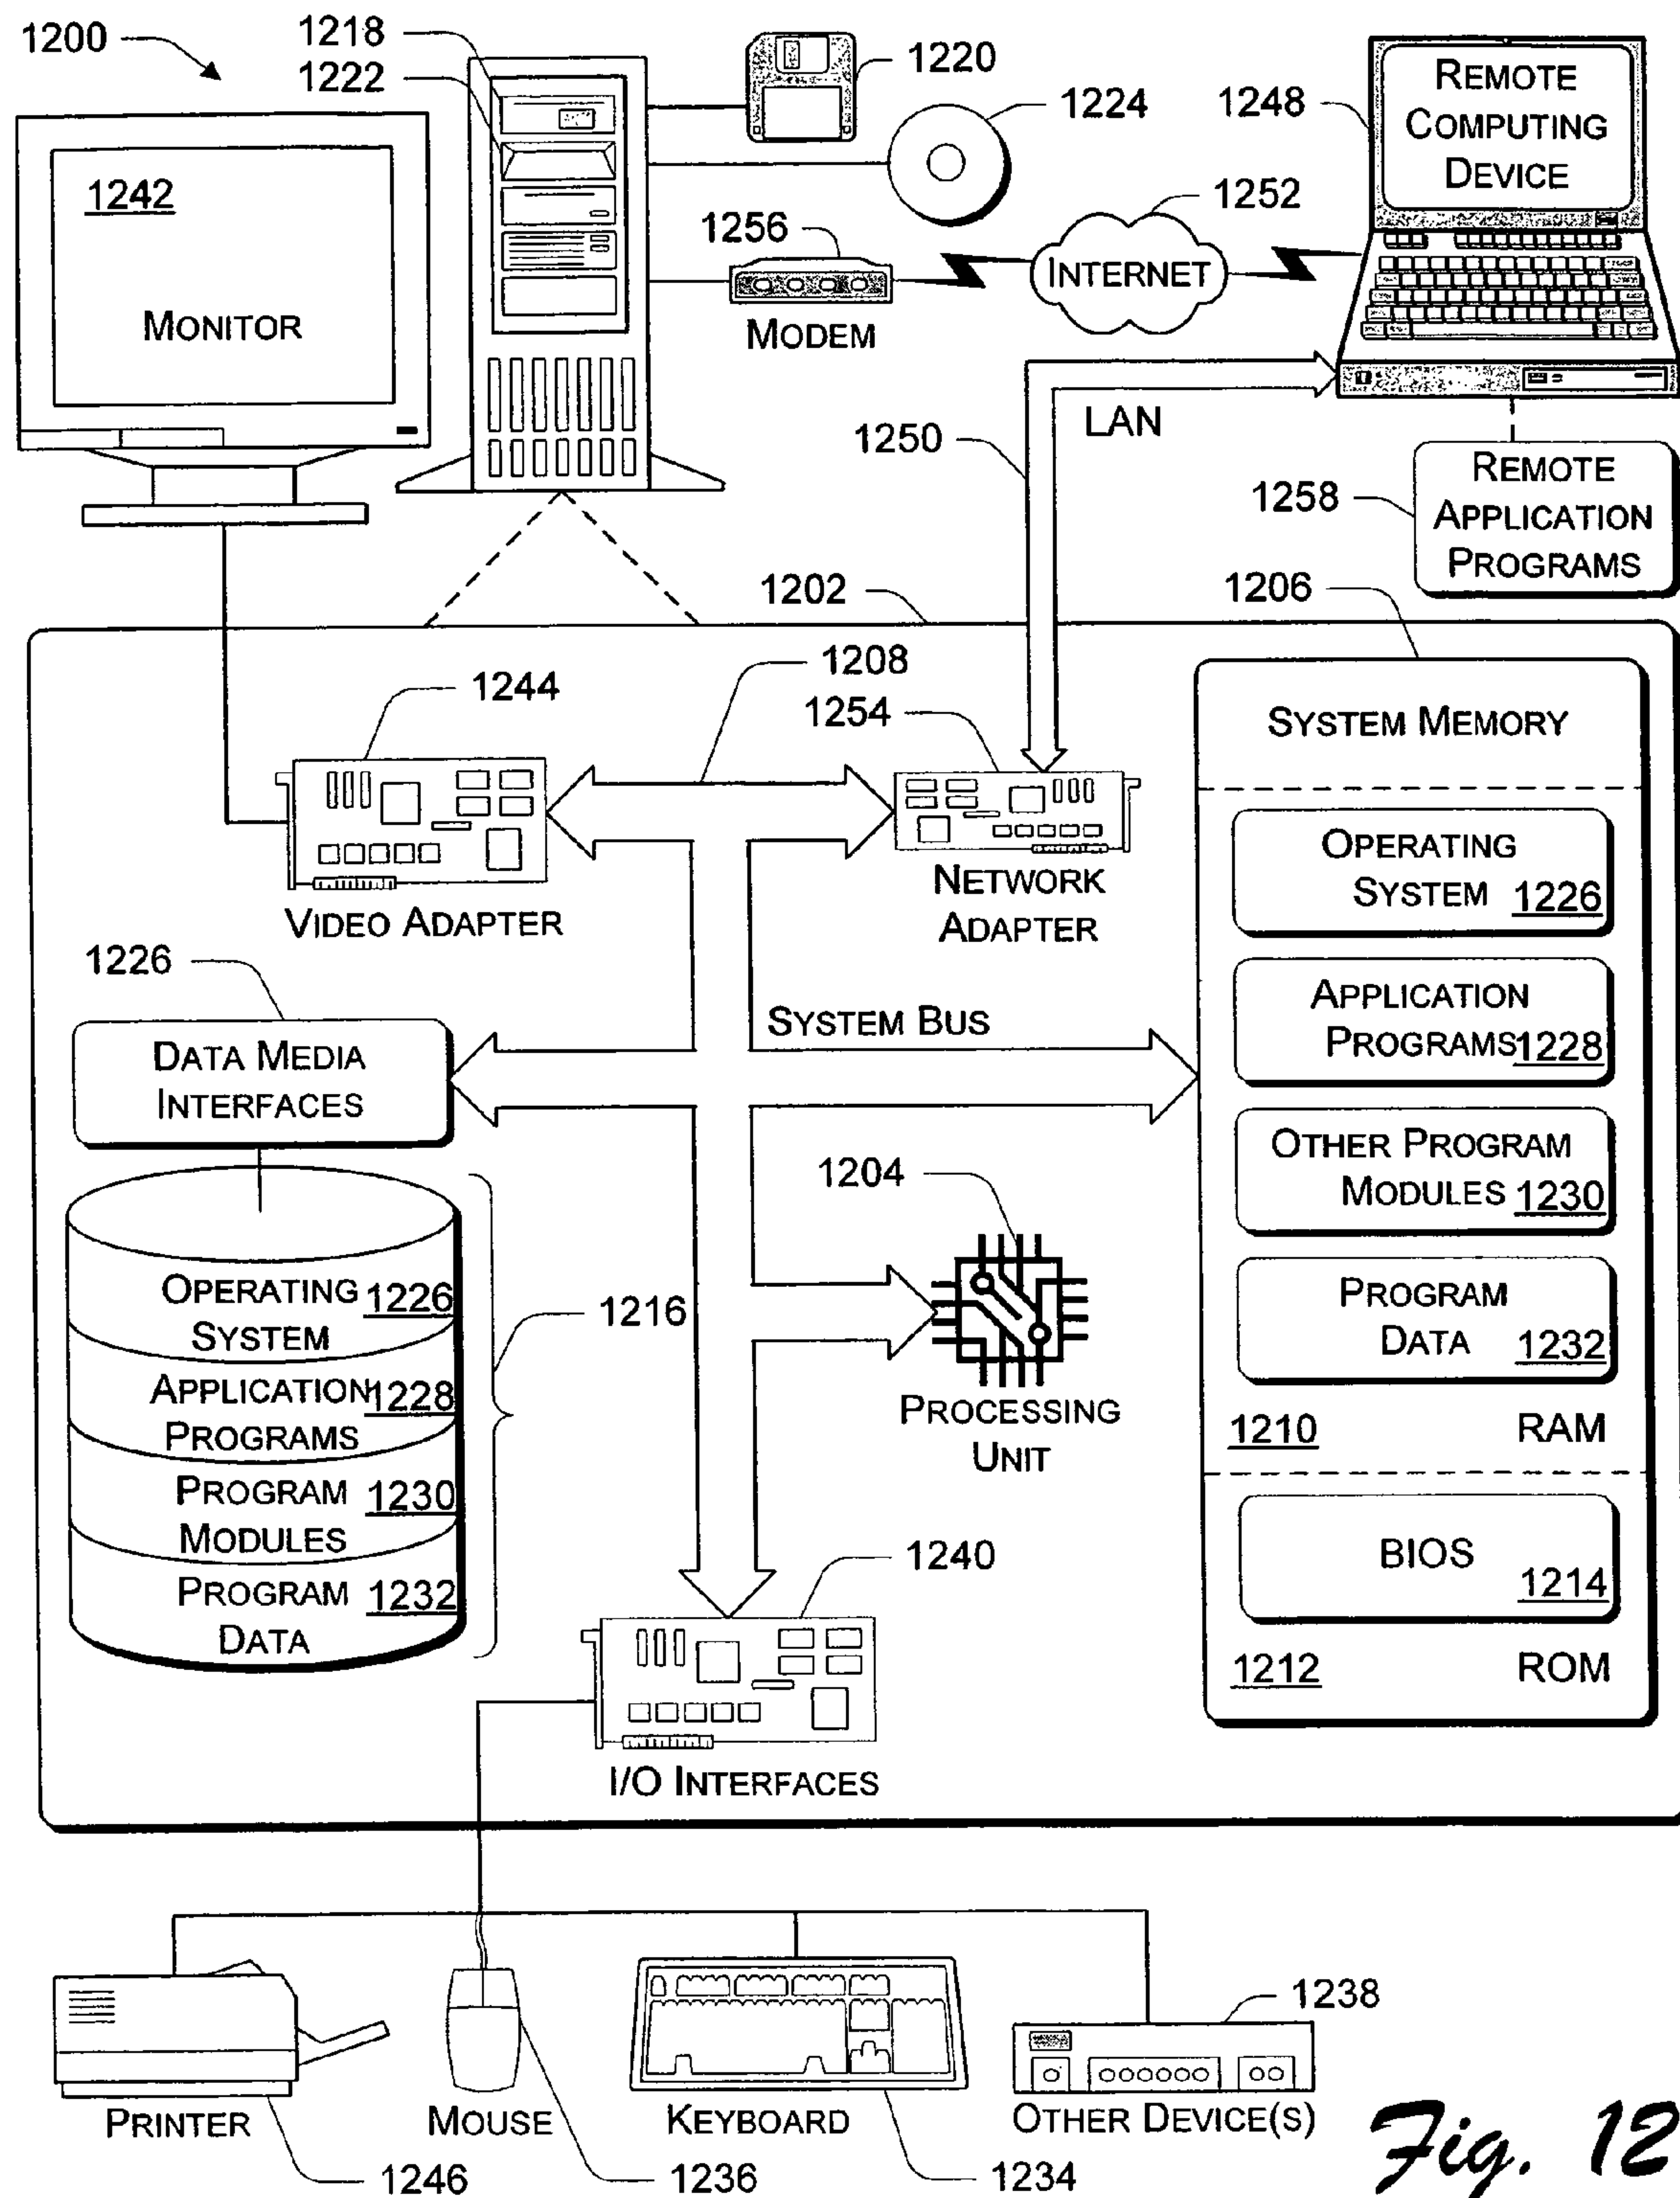 1200
1218
1222
1220
1224
1248
REMOTE
COMPUTING
DEVICE
1242
MONITOR
1256
MODEM
1252
INTERNET
1250
LAN
1258
REMOTE
APPLICATION
PROGRAMS
1202
1206
1208
1244
1254
VIDEO ADAPTER
NETWORK
ADAPTER
SYSTEM MEMORY
OPERATING
SYSTEM 1226
APPLICATION
PROGRAMS 1228
OTHER PROGRAM
MODULES 1230
PROGRAM
DATA 1232
1210 RAM
BIOS
1214
1212 ROM
1226
DATA MEDIA
INTERFACES
SYSTEM BUS
1204
PROCESSING
UNIT
OPERATING 1226
SYSTEM
APPLICATION 1228
PROGRAMS
PROGRAM 1230
MODULES
PROGRAM 1232
DATA
1216
1240
I/O INTERFACES
PRINTER
1246
MOUSE
1236
KEYBOARD
1234
1238
OTHER DEVICE(S)
Fig. 12